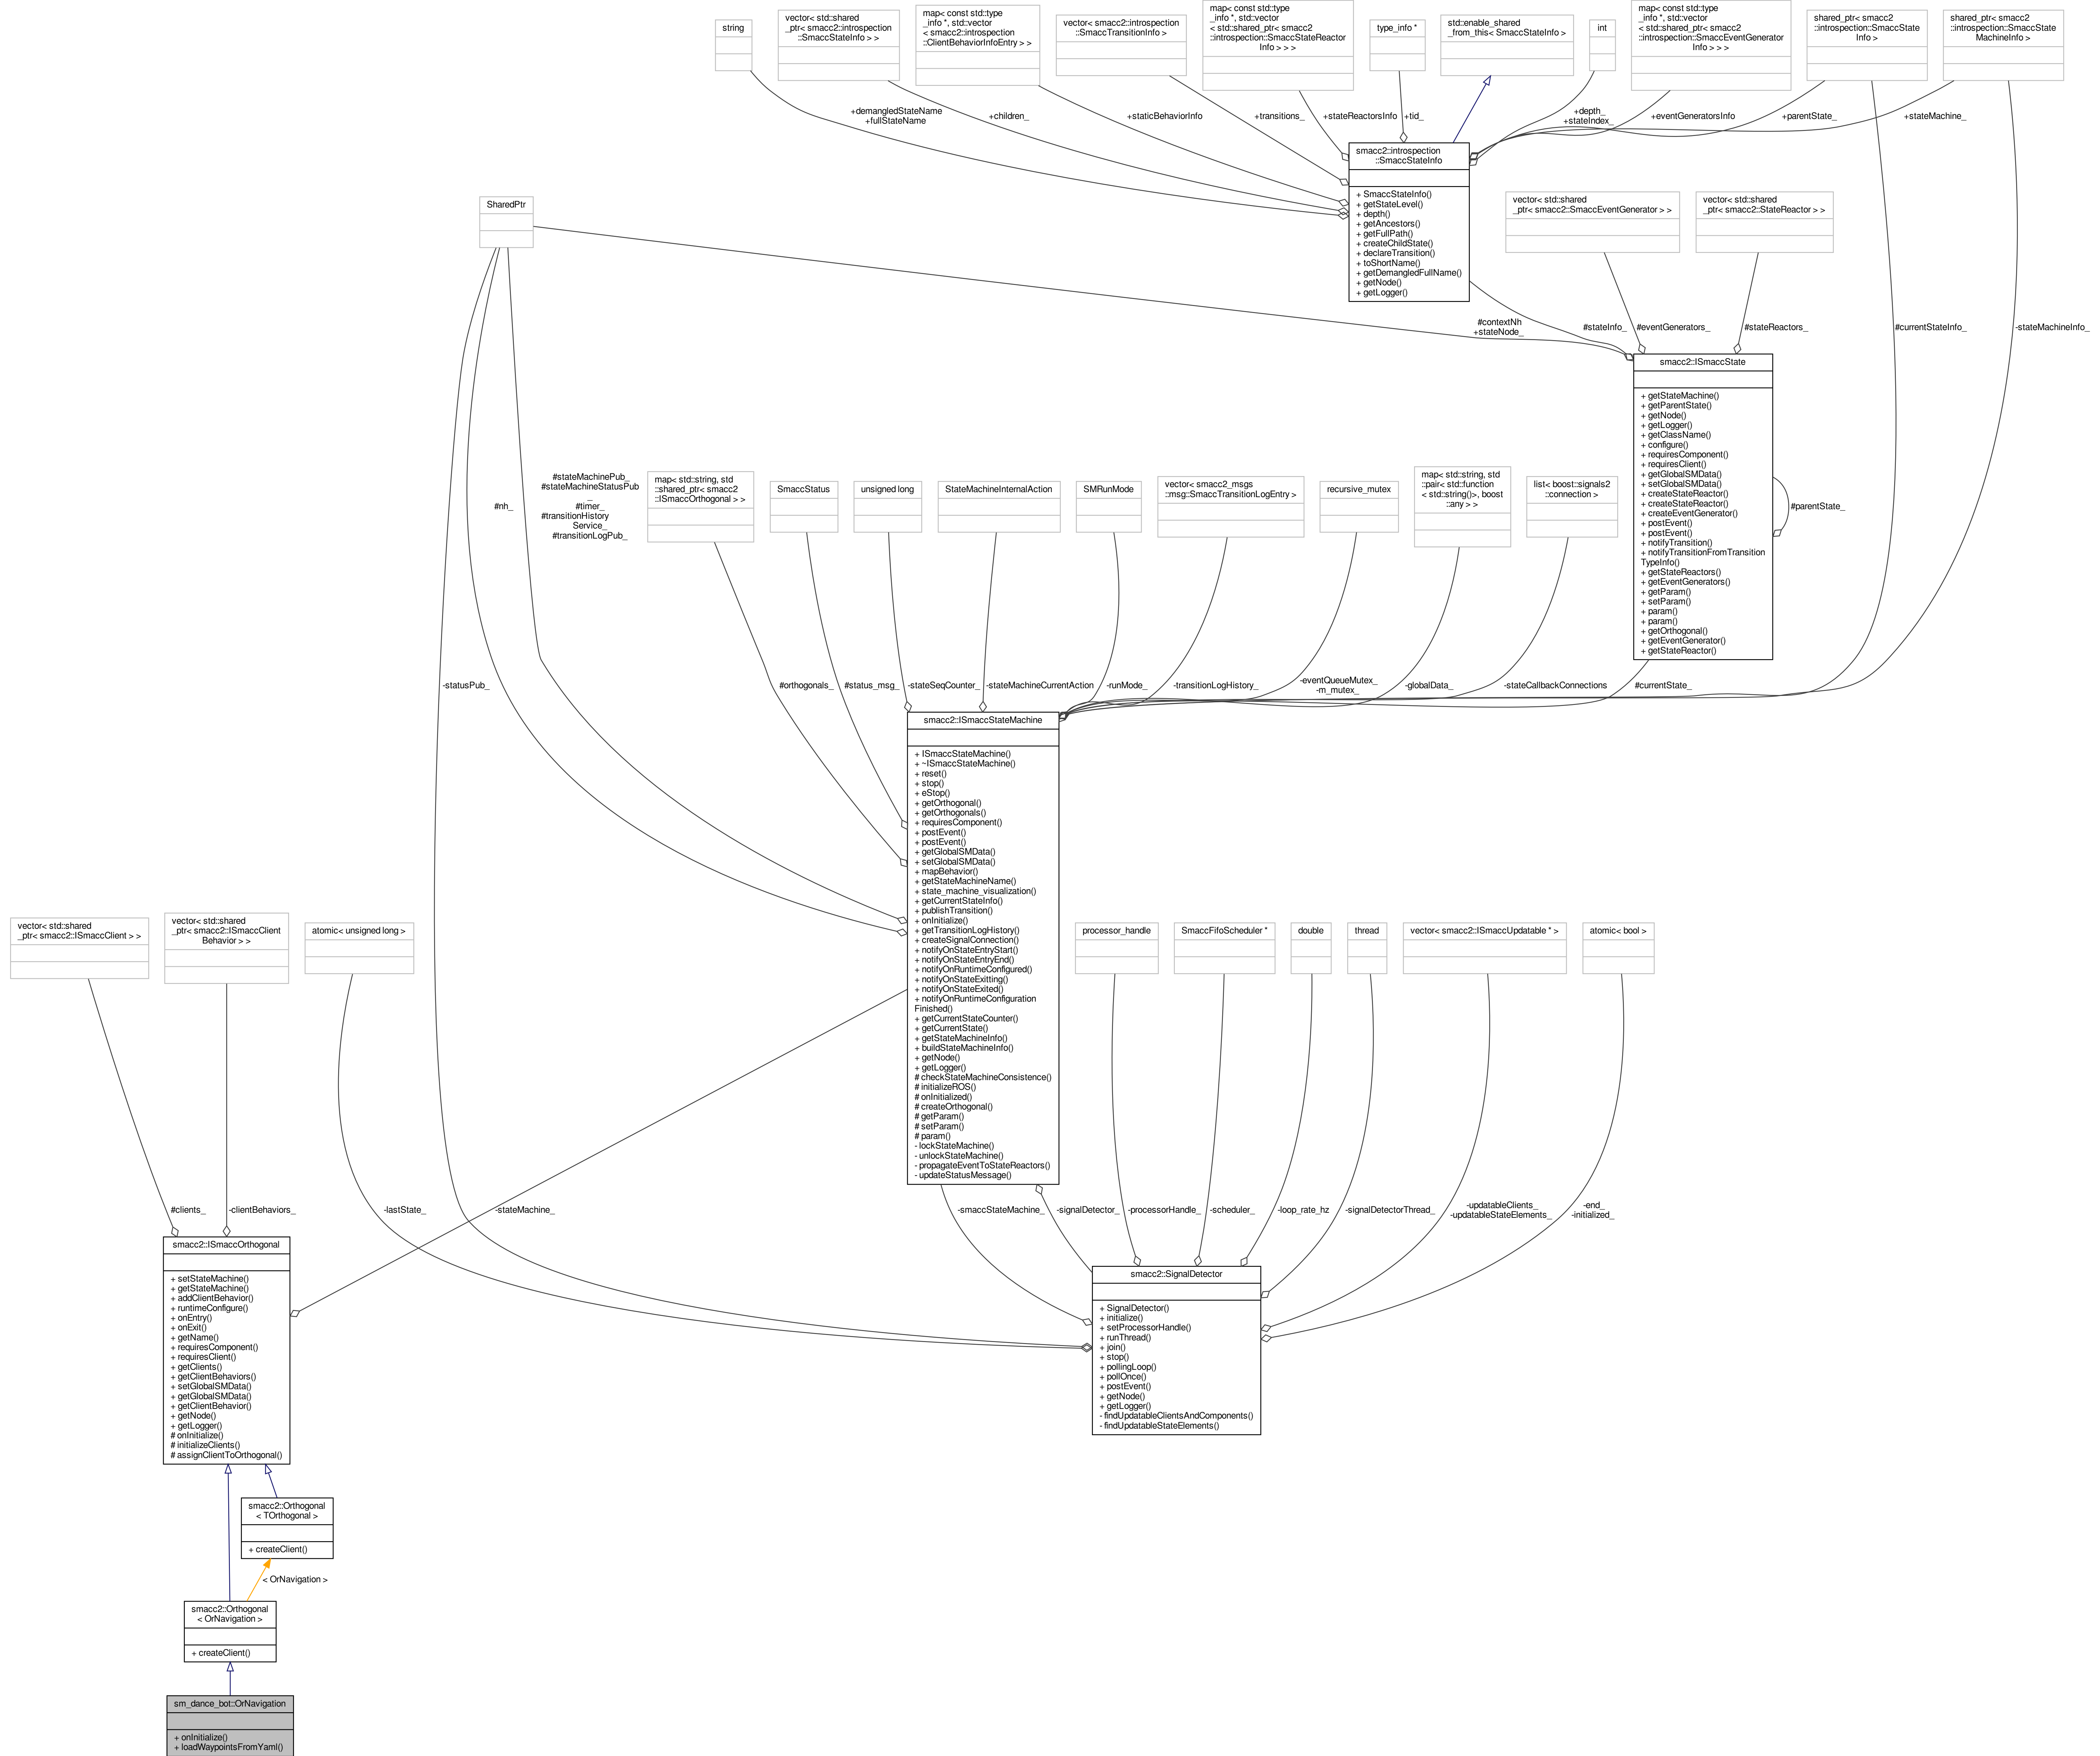 string
vector< std::shared
_ptr< smacc2::introspection
::SmaccStateInfo > >
map< const std::type
_info *, std::vector
< smacc2::introspection
::ClientBehaviorInfoEntry > >
vector< smacc2::introspection
::SmaccTransitionInfo >
map< const std::type
_info *, std::vector
< std::shared_ptr< smacc2
::introspection::SmaccStateReactor
Info > > >
type_info *
std::enable_shared
_from_this< SmaccStateInfo >
int
map< const std::type
_info *, std::vector
< std::shared_ptr< smacc2
::introspection::SmaccEventGenerator
Info > > >
shared_ptr< smacc2
::introspection::SmaccState
Info >
shared_ptr< smacc2
::introspection::SmaccState
MachineInfo >
+demangledStateName
+fullStateName
+children_
+staticBehaviorInfo
+transitions_
+stateReactorsInfo
+tid_
+depth_
+stateIndex_
+eventGeneratorsInfo
+parentState_
+stateMachine_
smacc2::introspection
::SmaccStateInfo
+ SmaccStateInfo()
+ getStateLevel()
+ depth()
+ getAncestors()
+ getFullPath()
+ createChildState()
+ declareTransition()
+ toShortName()
+ getDemangledFullName()
+ getNode()
+ getLogger()
SharedPtr
vector< std::shared
_ptr< smacc2::SmaccEventGenerator > >
vector< std::shared
_ptr< smacc2::StateReactor > >
#contextNh
+stateNode_
#stateInfo_
#eventGenerators_
#stateReactors_
#currentStateInfo_
-stateMachineInfo_
smacc2::ISmaccState
+ getStateMachine()
+ getParentState()
+ getNode()
+ getLogger()
+ getClassName()
+ configure()
+ requiresComponent()
+ requiresClient()
+ getGlobalSMData()
+ setGlobalSMData()
+ createStateReactor()
+ createStateReactor()
+ createEventGenerator()
+ postEvent()
+ postEvent()
+ notifyTransition()
+ notifyTransitionFromTransition
TypeInfo()
+ getStateReactors()
+ getEventGenerators()
+ getParam()
+ setParam()
+ param()
+ param()
+ getOrthogonal()
+ getEventGenerator()
+ getStateReactor()
#parentState_
#nh_
#stateMachinePub_
#stateMachineStatusPub
_
#timer_
#transitionHistory
Service_
#transitionLogPub_
map< std::string, std
::shared_ptr< smacc2
::ISmaccOrthogonal > >
SmaccStatus
unsigned long
StateMachineInternalAction
SMRunMode
vector< smacc2_msgs
::msg::SmaccTransitionLogEntry >
recursive_mutex
map< std::string, std
::pair< std::function
< std::string()>, boost
::any > >
list< boost::signals2
::connection >
-statusPub_
#orthogonals_
#status_msg_
-stateSeqCounter_
-stateMachineCurrentAction
-runMode_
-transitionLogHistory_
-eventQueueMutex_
-m_mutex_
-globalData_
-stateCallbackConnections
#currentState_
smacc2::ISmaccStateMachine
+ ISmaccStateMachine()
+ ~ISmaccStateMachine()
+ reset()
+ stop()
+ eStop()
+ getOrthogonal()
+ getOrthogonals()
+ requiresComponent()
+ postEvent()
+ postEvent()
+ getGlobalSMData()
+ setGlobalSMData()
+ mapBehavior()
+ getStateMachineName()
+ state_machine_visualization()
+ getCurrentStateInfo()
+ publishTransition()
+ onInitialize()
+ getTransitionLogHistory()
+ createSignalConnection()
+ notifyOnStateEntryStart()
+ notifyOnStateEntryEnd()
+ notifyOnRuntimeConfigured()
+ notifyOnStateExitting()
+ notifyOnStateExited()
+ notifyOnRuntimeConfiguration
Finished()
+ getCurrentStateCounter()
+ getCurrentState()
+ getStateMachineInfo()
+ buildStateMachineInfo()
+ getNode()
+ getLogger()
# checkStateMachineConsistence()
# initializeROS()
# onInitialized()
# createOrthogonal()
# getParam()
# setParam()
# param()
- lockStateMachine()
- unlockStateMachine()
- propagateEventToStateReactors()
- updateStatusMessage()
vector< std::shared
_ptr< smacc2::ISmaccClient > >
vector< std::shared
_ptr< smacc2::ISmaccClient
Behavior > >
atomic< unsigned long >
processor_handle
SmaccFifoScheduler *
double
thread
vector< smacc2::ISmaccUpdatable * >
atomic< bool >
#clients_
-clientBehaviors_
-lastState_
-stateMachine_
-smaccStateMachine_
-signalDetector_
-processorHandle_
-scheduler_
-loop_rate_hz
-signalDetectorThread_
-updatableClients_
-updatableStateElements_
-end_
-initialized_
smacc2::ISmaccOrthogonal
+ setStateMachine()
+ getStateMachine()
+ addClientBehavior()
+ runtimeConfigure()
+ onEntry()
+ onExit()
+ getName()
+ requiresComponent()
+ requiresClient()
+ getClients()
+ getClientBehaviors()
+ setGlobalSMData()
+ getGlobalSMData()
+ getClientBehavior()
+ getNode()
+ getLogger()
# onInitialize()
# initializeClients()
# assignClientToOrthogonal()
smacc2::SignalDetector
+ SignalDetector()
+ initialize()
+ setProcessorHandle()
+ runThread()
+ join()
+ stop()
+ pollingLoop()
+ pollOnce()
+ postEvent()
+ getNode()
+ getLogger()
- findUpdatableClientsAndComponents()
- findUpdatableStateElements()
smacc2::Orthogonal
< TOrthogonal >
+ createClient()
< OrNavigation >
smacc2::Orthogonal
< OrNavigation >
+ createClient()
sm_dance_bot::OrNavigation
+ onInitialize()
+ loadWaypointsFromYaml()